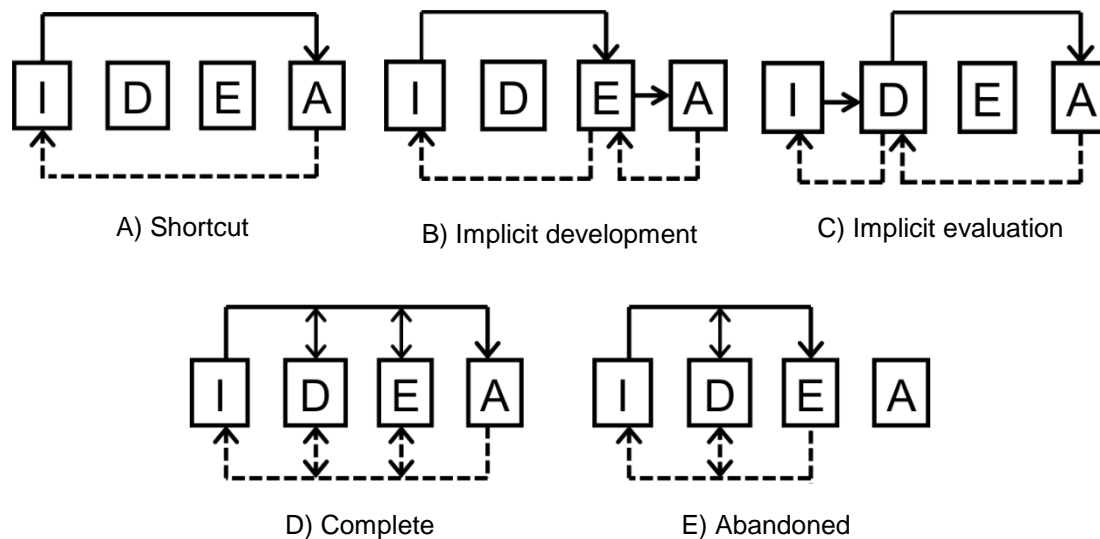 I D E A
I D E A
I D E A
A) Shortcut
B) Implicit development
C) Implicit evaluation
I D E A
I D E A
D) Complete
E) Abandoned